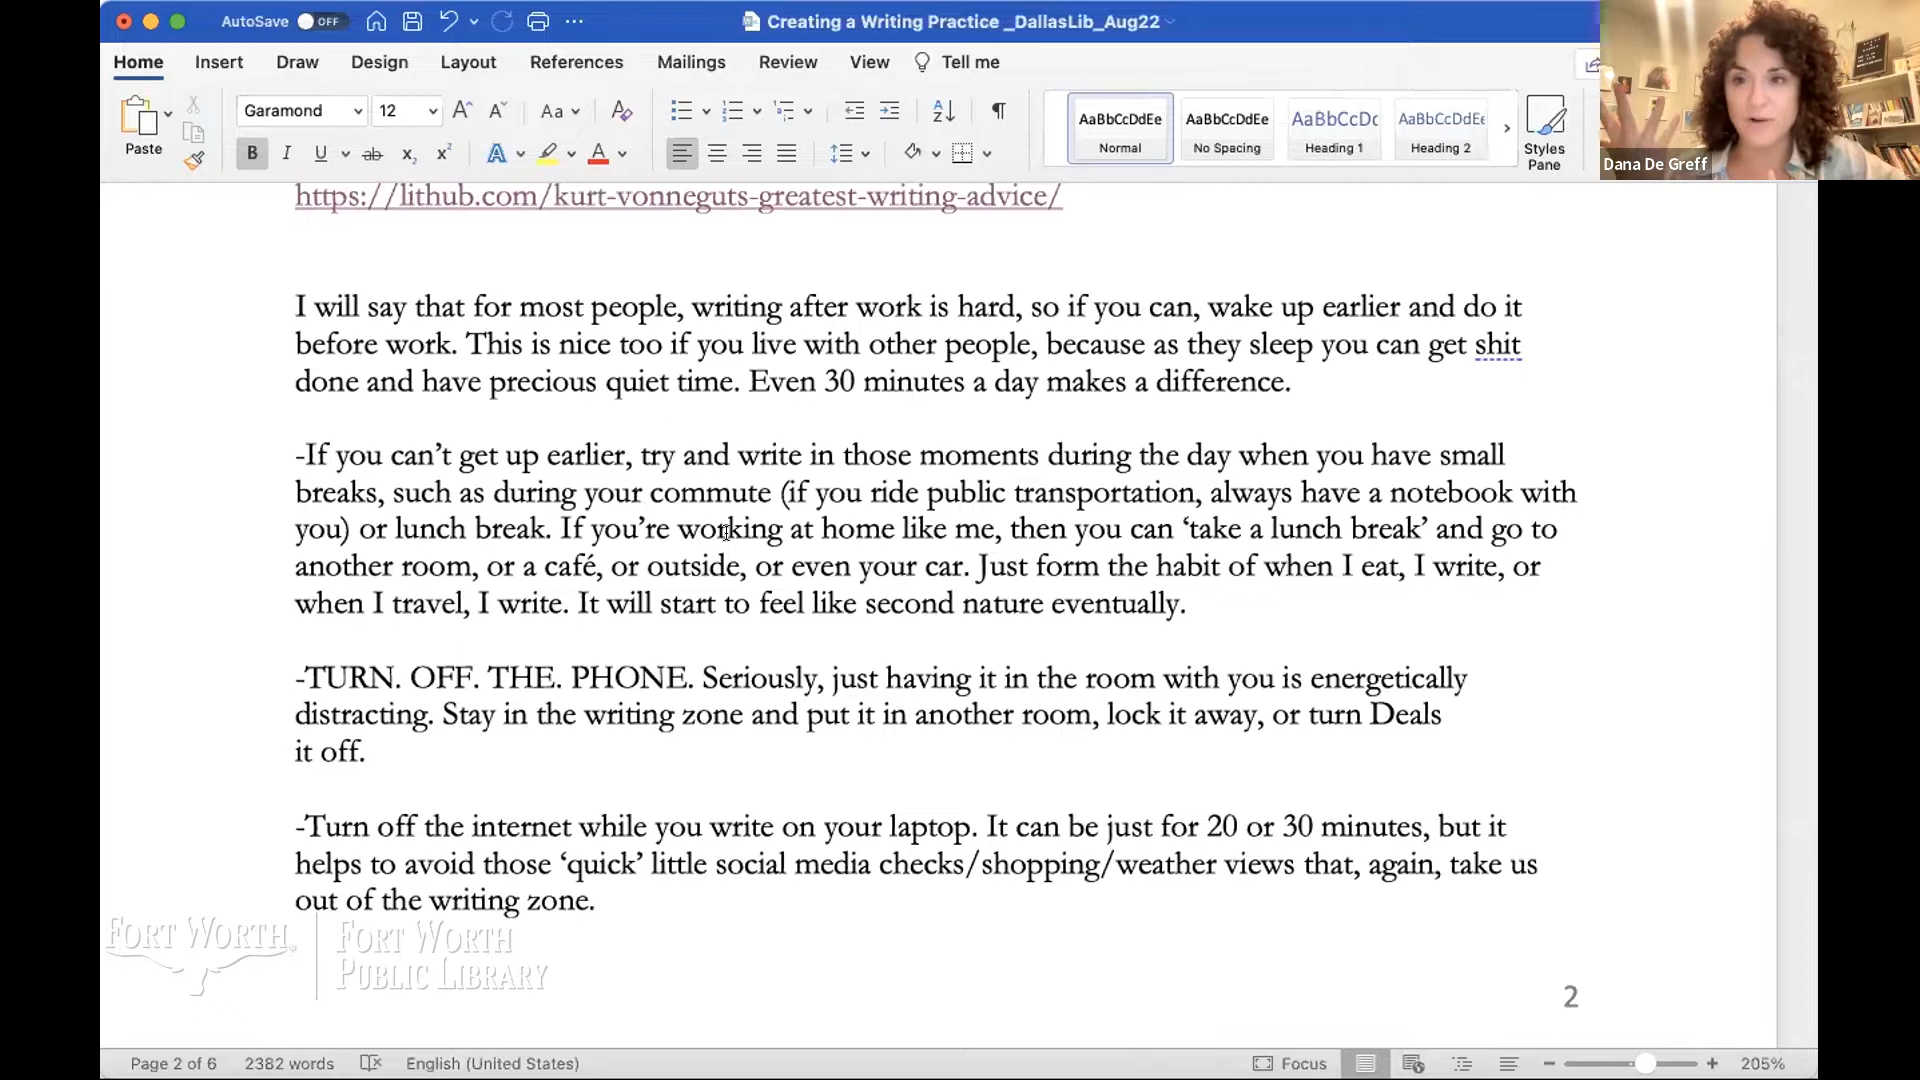 AutoSave OFF Creating a Writing Practice _DallasLib_Aug22
Home Insert Draw Design Layout References Mailings Review View Tell me
Paste Garamond 12 Aa AaBbCcDdEe Normal AaBbCcDdEe No Spacing AaBbCcDc Heading 1 AaBbCcDdEe Heading 2 Styles Pane
Dana De Greff
https://lithub.com/kurt-vonneguts-greatest-writing-advice/
I will say that for most people, writing after work is hard, so if you can, wake up earlier and do it
before work. This is nice too if you live with other people, because as they sleep you can get shit
done and have precious quiet time. Even 30 minutes a day makes a difference.
-If you can’t get up earlier, try and write in those moments during the day when you have small
breaks, such as during your commute (if you ride public transportation, always have a notebook with
you) or lunch break. If you’re working at home like me, then you can ‘take a lunch break’ and go to
another room, or a café, or outside, or even your car. Just form the habit of when I eat, I write, or
when I travel, I write. It will start to feel like second nature eventually.
-TURN. OFF. THE. PHONE. Seriously, just having it in the room with you is energetically
distracting. Stay in the writing zone and put it in another room, lock it away, or turn Deals
it off.
-Turn off the internet while you write on your laptop. It can be just for 20 or 30 minutes, but it
helps to avoid those ‘quick’ little social media checks/shopping/weather views that, again, take us
out of the writing zone.
FORT WORTH® FORT WORTH
PUBLIC LIBRARY
2
Page 2 of 6 2382 words English (United States) Focus 205%